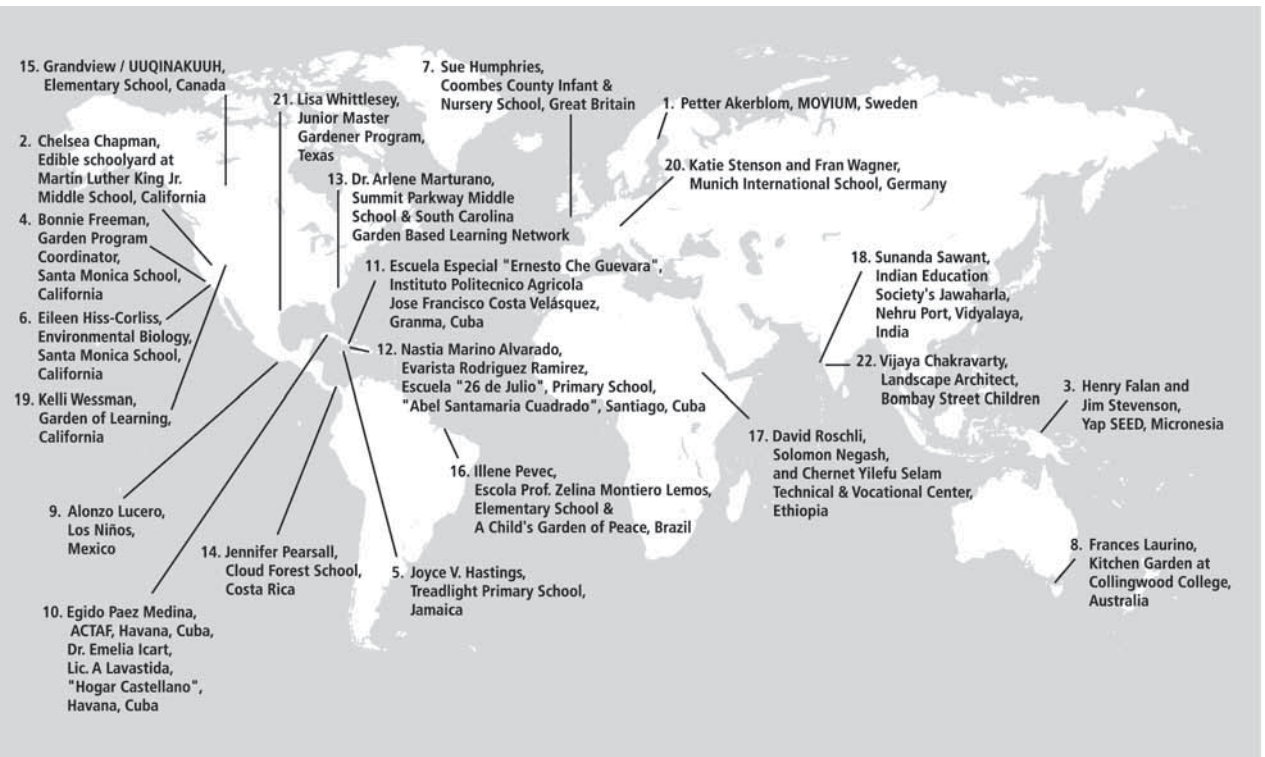 15. Grandview / UUQINAKUUH,
Elementary School, Canada
7. Sue Humphries,
Coombes County Infant &
Nursery School, Great Britain
21. Lisa Whittlesey,
Junior Master
Gardener Program,
Texas
1. Petter Akerblom, MOVIUM, Sweden
2. Chelsea Chapman,
Edible schoolyard at
Martin Luther King Jr.
Middle School, California
20. Katie Stenson and Fran Wagner,
Munich International School, Germany
13. Dr. Arlene Marturano,
Summit Parkway Middle
School & South Carolina
Garden Based Learning Network
4. Bonnie Freeman,
Garden Program
Coordinator,
Santa Monica School,
California
18. Sunanda Sawant,
Indian Education
Society's Jawaharla,
Nehru Port, Vidyalaya,
India
11. Escuela Especial "Ernesto Che Guevara",
Instituto Politecnico Agricola
Jose Francisco Costa Velásquez,
Granma, Cuba
6. Eileen Hiss-Corliss,
Environmental Biology,
Santa Monica School,
California
12. Nastia Marino Alvarado,
Evarista Rodriguez Ramirez,
Escuela "26 de Julio", Primary School,
"Abel Santamaria Cuadrado", Santiago, Cuba
22. Vijaya Chakravarty,
Landscape Architect,
Bombay Street Children
3. Henry Falan and
Jim Stevenson,
Yap SEED, Micronesia
19. Kelli Wessman,
Garden of Learning,
California
17. David Roschli,
Solomon Negash,
and Chernet Yilefu Selam
Technical & Vocational Center,
Ethiopia
16. Illene Pevec,
Escola Prof. Zelina Montiero Lemos,
Elementary School &
A Child's Garden of Peace, Brazil
9. Alonzo Lucero,
Los Niños,
Mexico
14. Jennifer Pearsall,
Cloud Forest School,
Costa Rica
5. Joyce V. Hastings,
Treadlight Primary School,
Jamaica
8. Frances Laurino,
Kitchen Garden at
Collingwood College,
Australia
10. Egido Paez Medina,
ACTAF, Havana, Cuba,
Dr. Emelia Icart,
Lic. A Lavastida,
"Hogar Castellano",
Havana, Cuba